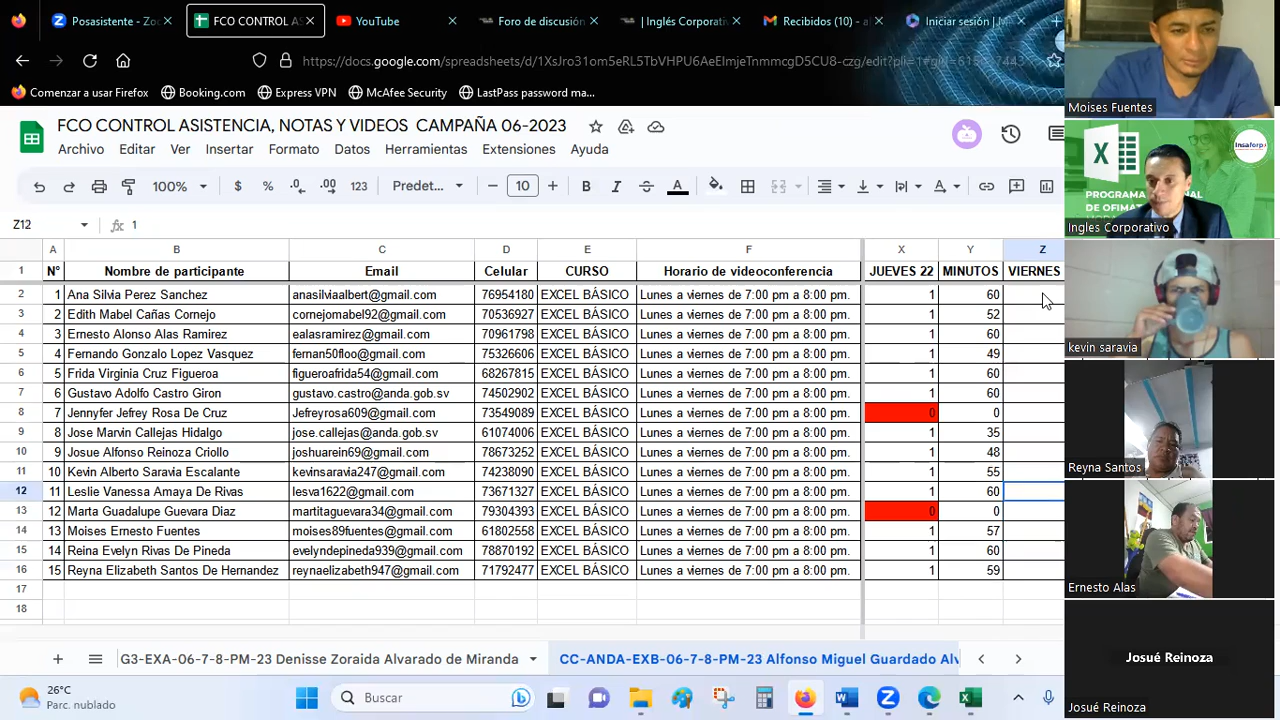 Posasistente - Zo
FCO CONTROL AS
YouTube
Foro de discusión
| Inglés Corporativ
Recibidos (10) - a
Iniciar sesión | M
Comenzar a usar Firefox
Booking.com
Express VPN
McAfee Security
LastPass password ma...
FCO CONTROL ASISTENCIA, NOTAS Y VIDEOS CAMPAÑA 06-2023
Archivo Editar Ver Insertar Formato Datos Herramientas Extensiones Ayuda
100% $ % .0 .00 123 Predet... 10 B I A
Z12 fx 1
A B C D E F X Y Z
1 N° Nombre de participante Email Celular CURSO Horario de videoconferencia JUEVES 22 MINUTOS VIERNES
2 1 Ana Silvia Perez Sanchez anasilviaalbert@gmail.com 76954180 EXCEL BÁSICO Lunes a viernes de 7:00 pm a 8:00 pm. 1 60
3 2 Edith Mabel Cañas Cornejo cornejomabel92@gmail.com 70536927 EXCEL BÁSICO Lunes a viernes de 7:00 pm a 8:00 pm. 1 52
4 3 Ernesto Alonso Alas Ramirez ealasramirez@gmail.com 70961798 EXCEL BÁSICO Lunes a viernes de 7:00 pm a 8:00 pm. 1 60
5 4 Fernando Gonzalo Lopez Vasquez fernan50floo@gmail.com 75326606 EXCEL BÁSICO Lunes a viernes de 7:00 pm a 8:00 pm. 1 49
6 5 Frida Virginia Cruz Figueroa figueroafrida54@gmail.com 68267815 EXCEL BÁSICO Lunes a viernes de 7:00 pm a 8:00 pm. 1 60
7 6 Gustavo Adolfo Castro Giron gustavo.castro@anda.gob.sv 74502902 EXCEL BÁSICO Lunes a viernes de 7:00 pm a 8:00 pm. 1 60
8 7 Jennyfer Jefrey Rosa De Cruz Jefreyrosa609@gmail.com 73549089 EXCEL BÁSICO Lunes a viernes de 7:00 pm a 8:00 pm. 0 0
9 8 Jose Marvin Callejas Hidalgo jose.callejas@anda.gob.sv 61074006 EXCEL BÁSICO Lunes a viernes de 7:00 pm a 8:00 pm. 1 35
10 9 Josue Alfonso Reinoza Criollo joshuarein69@gmail.com 78673252 EXCEL BÁSICO Lunes a viernes de 7:00 pm a 8:00 pm. 1 48
11 10 Kevin Alberto Saravia Escalante kevinsaravia247@gmail.com 74238090 EXCEL BÁSICO Lunes a viernes de 7:00 pm a 8:00 pm. 1 55
12 11 Leslie Vanessa Amaya De Rivas lesva1622@gmail.com 73671327 EXCEL BÁSICO Lunes a viernes de 7:00 pm a 8:00 pm. 1 60
13 12 Marta Guadalupe Guevara Diaz martitaguevara34@gmail.com 79304393 EXCEL BÁSICO Lunes a viernes de 7:00 pm a 8:00 pm. 0 0
14 13 Moises Ernesto Fuentes moises89fuentes@gmail.com 61802558 EXCEL BÁSICO Lunes a viernes de 7:00 pm a 8:00 pm. 1 57
15 14 Reina Evelyn Rivas De Pineda evelyndepineda939@gmail.com 78870192 EXCEL BÁSICO Lunes a viernes de 7:00 pm a 8:00 pm. 1 60
16 15 Reyna Elizabeth Santos De Hernandez reynaelizabeth947@gmail.com 71792477 EXCEL BÁSICO Lunes a viernes de 7:00 pm a 8:00 pm. 1 59
17
18
G3-EXA-06-7-8-PM-23 Denisse Zoraida Alvarado de Miranda
CC-ANDA-EXB-06-7-8-PM-23 Alfonso Miguel Guardado Alv
26°C
Parc. nublado
Buscar
Moises Fuentes
Insaforp
PROGRAMA
DE OFIMAT
Ingles Corporativo
kevin saravia
Reyna Santos
Ernesto Alas
Josué Reinoza
Josué Reinoza